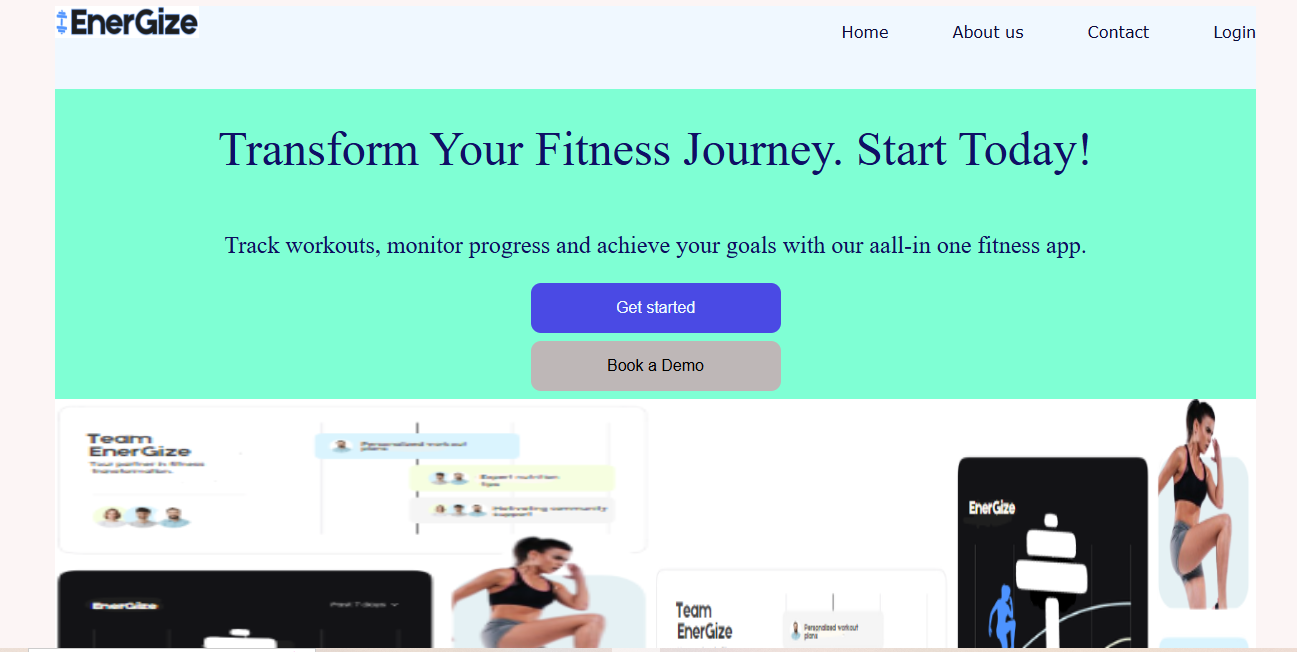 EnerGize
Home About us Contact Login
Transform Your Fitness Journey. Start Today!
Track workouts, monitor progress and achieve your goals with our aall-in one fitness app.
Get started
Book a Demo
Team
EnerGize
Your partner in fitness
transformation.
Personalized workout
plans
Expert nutrition
tips
Motivating community
support
EnerGize
Past 7 days
Team
EnerGize
Personalized workout
plans
EnerGize